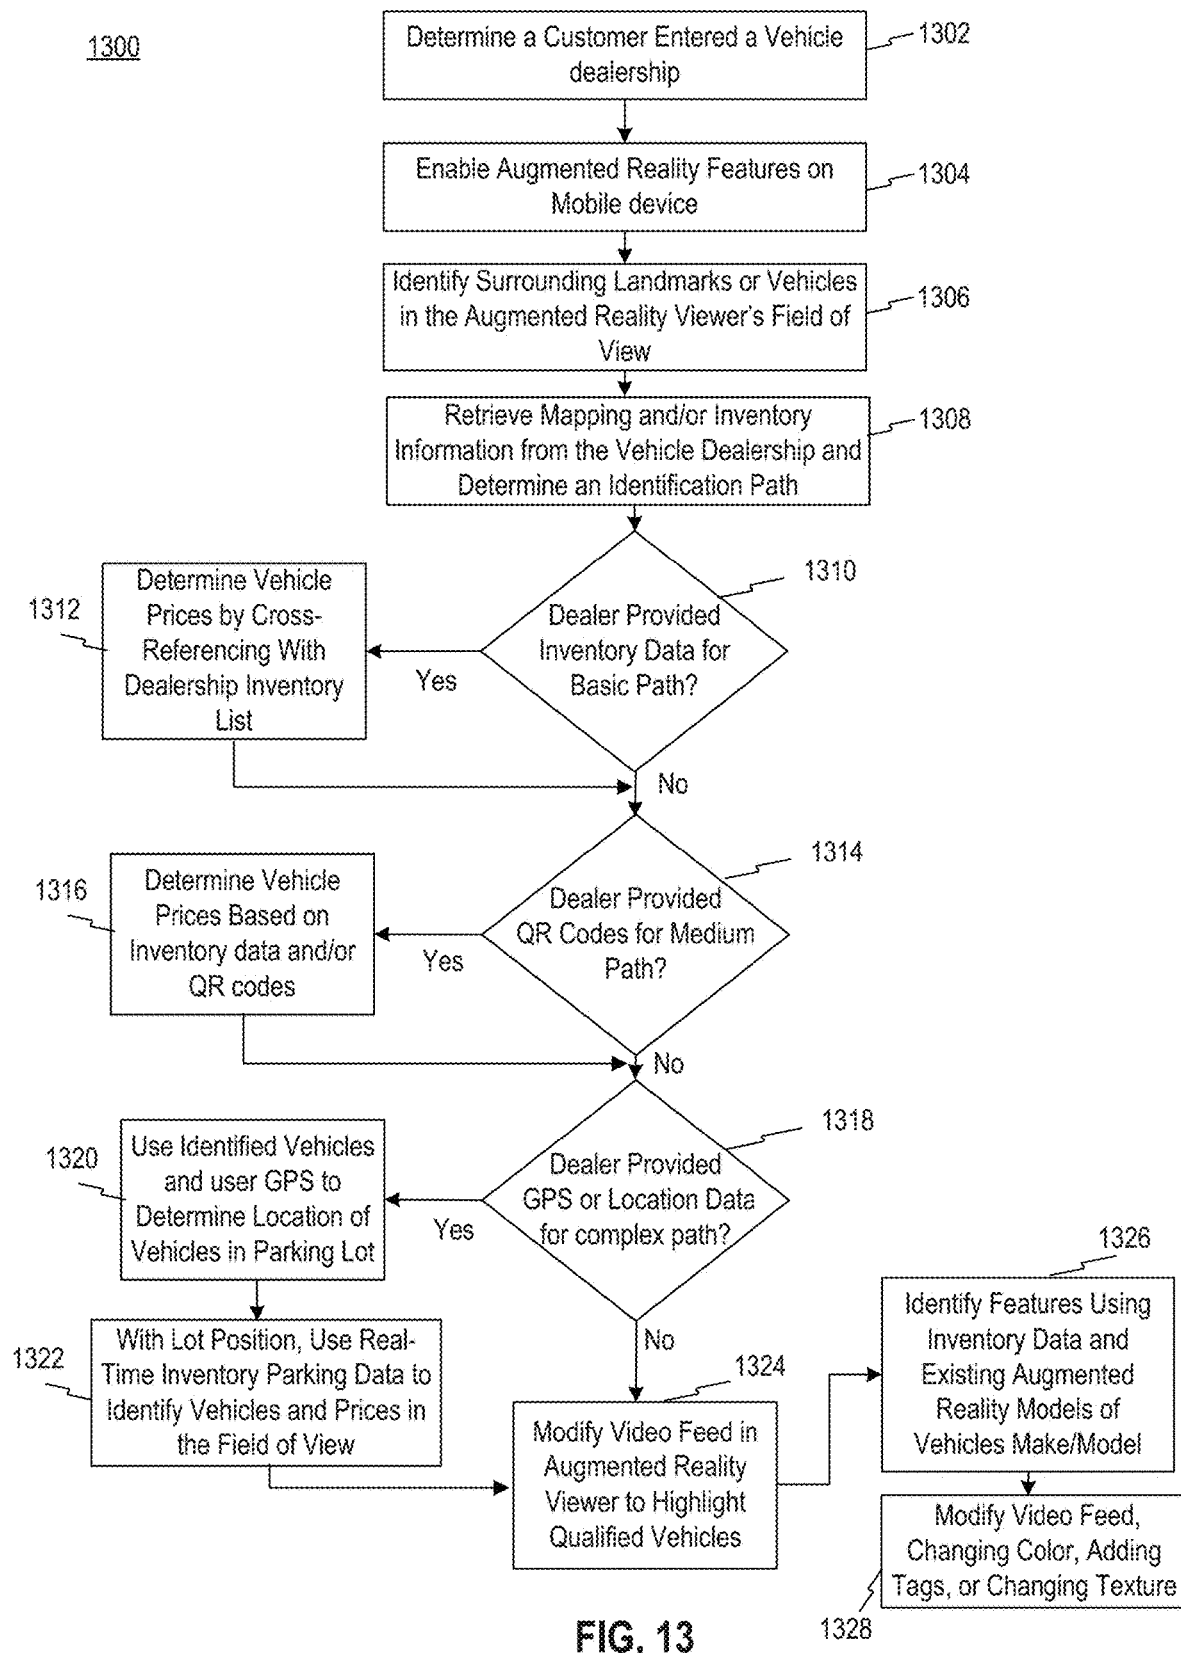 1300
Determine a Customer Entered a Vehicle
dealership
1302
Enable Augmented Reality Features on
Mobile device
1304
Identify Surrounding Landmarks or Vehicles
in the Augmented Reality Viewer's Field of
View
1306
Retrieve Mapping and/or Inventory
Information from the Vehicle Dealership and
Determine an Identification Path
1308
Dealer Provided
Inventory Data for
Basic Path?
1310
Yes
No
1312
Determine Vehicle
Prices by Cross-
Referencing With
Dealership Inventory
List
Dealer Provided
QR Codes for Medium
Path?
1314
Yes
No
1316
Determine Vehicle
Prices Based on
Inventory data and/or
QR codes
Dealer Provided
GPS or Location Data
for complex path?
1318
Yes
No
1320
Use Identified Vehicles
and user GPS to
Determine Location of
Vehicles in Parking Lot
1322
With Lot Position, Use Real-
Time Inventory Parking Data to
Identify Vehicles and Prices in
the Field of View
1324
Modify Video Feed in
Augmented Reality
Viewer to Highlight
Qualified Vehicles
1326
Identify Features Using
Inventory Data and
Existing Augmented
Reality Models of
Vehicles Make/Model
Modify Video Feed,
Changing Color, Adding
Tags, or Changing Texture
1328
FIG. 13